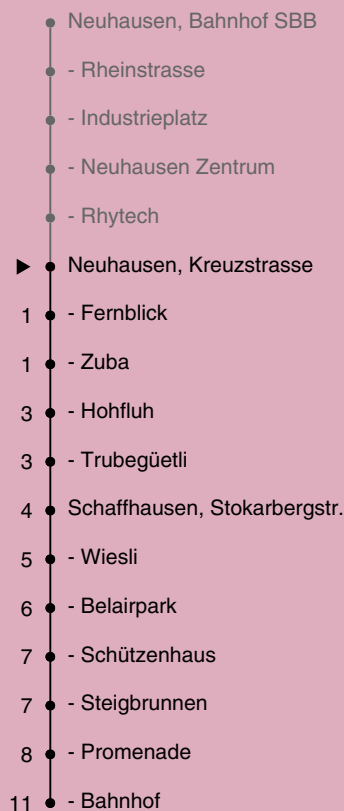 Neuhausen, Bahnhof SBB
- Rheinstrasse
- Industrieplatz
- Neuhausen Zentrum
- Rhytech
Neuhausen, Kreuzstrasse
1 - Fernblick
1 - Zuba
3 - Hohfluh
3 - Trubegüetli
4 Schaffhausen, Stokarbergstr.
5 - Wiesli
6 - Belairpark
7 - Schützenhaus
7 - Steigbrunnen
8 - Promenade
11 - Bahnhof